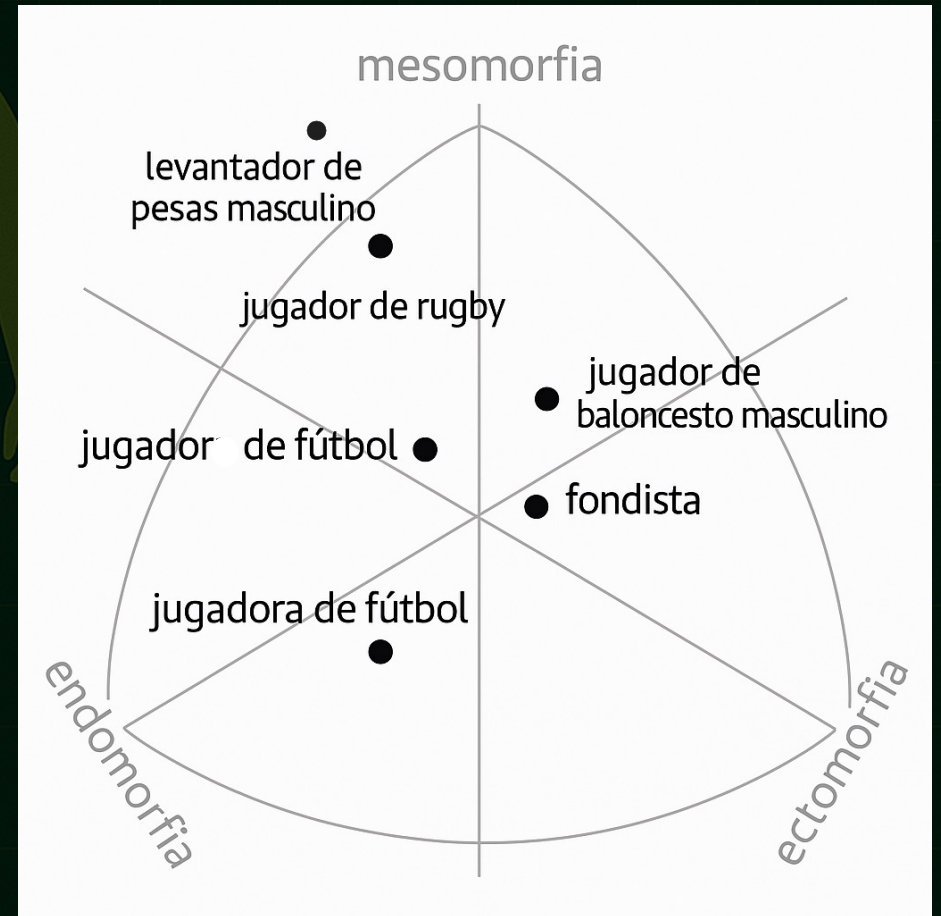 mesomorfia
levantador de
pesas masculino
jugador de rugby
jugador de
baloncesto masculino
jugador de fútbol
fondista
jugadora de fútbol
endomorfia
ectomorfia